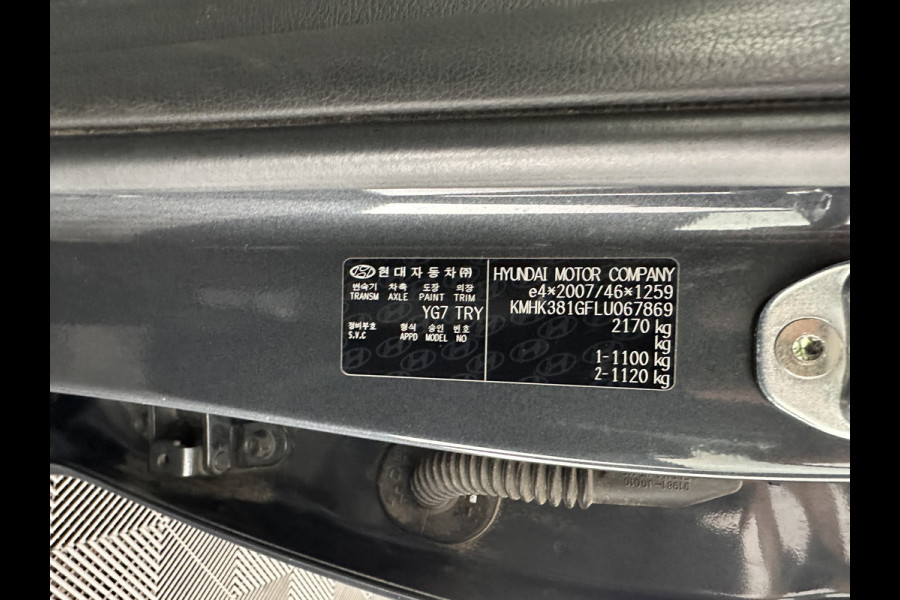 현대자동차㈜
변속기 차축 도장 의장
TRANSM AXLE PAINT TRIM
YG7 TRY
정비부호 형식 승인 번호
S.V.C APPD MODEL NO
HYUNDAI MOTOR COMPANY
e4*2007/46*1259
KMHK381GFLU067869
2170 kg
kg
1-1100 kg
2-1120 kg